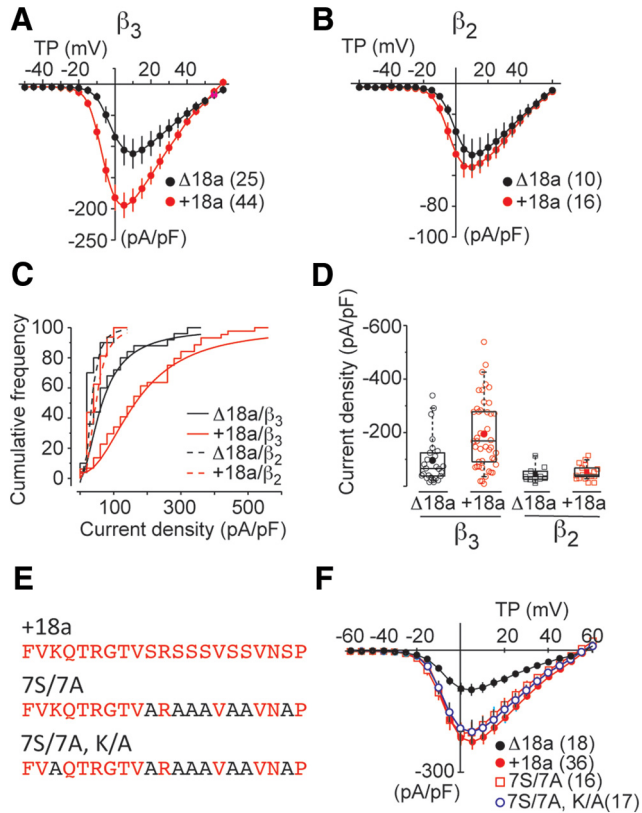 A
β3
TP (mV)
-40 -20 20 40
Δ18a (25)
+18a (44)
-200
-250
(pA/pF)
B
β2
TP (mV)
-40 -20 20 40 60
Δ18a (10)
+18a (16)
-80
-100
(pA/pF)
C
Cumulative frequency
100
80
60
40
20
0
Δ18a/β3
+18a/β3
Δ18a/β2
+18a/β2
100 300 500
Current density (pA/pF)
D
Current density (pA/pF)
-600
-400
-200
Δ18a +18a Δ18a +18a
β3 β2
E
+18a
FVKQTRGTVSRSSSVSSVNSP
7S/7A
FVKQTRGTVARAAAVAAVNAP
7S/7A, K/A
FVAQTRGTVARAAAVAAVNAP
F
TP (mV)
-60 -40 -20 20 40 60
-300
(pA/pF)
Δ18a (18)
+18a (36)
7S/7A (16)
7S/7A, K/A(17)